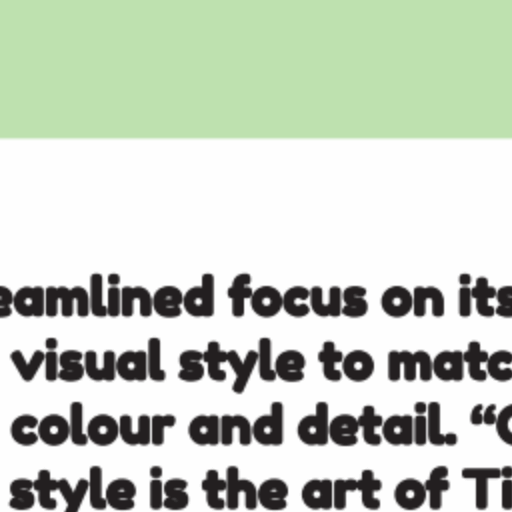 eamlined focus on its
visual style to matc
colour and detail. “
style is the art of Ti